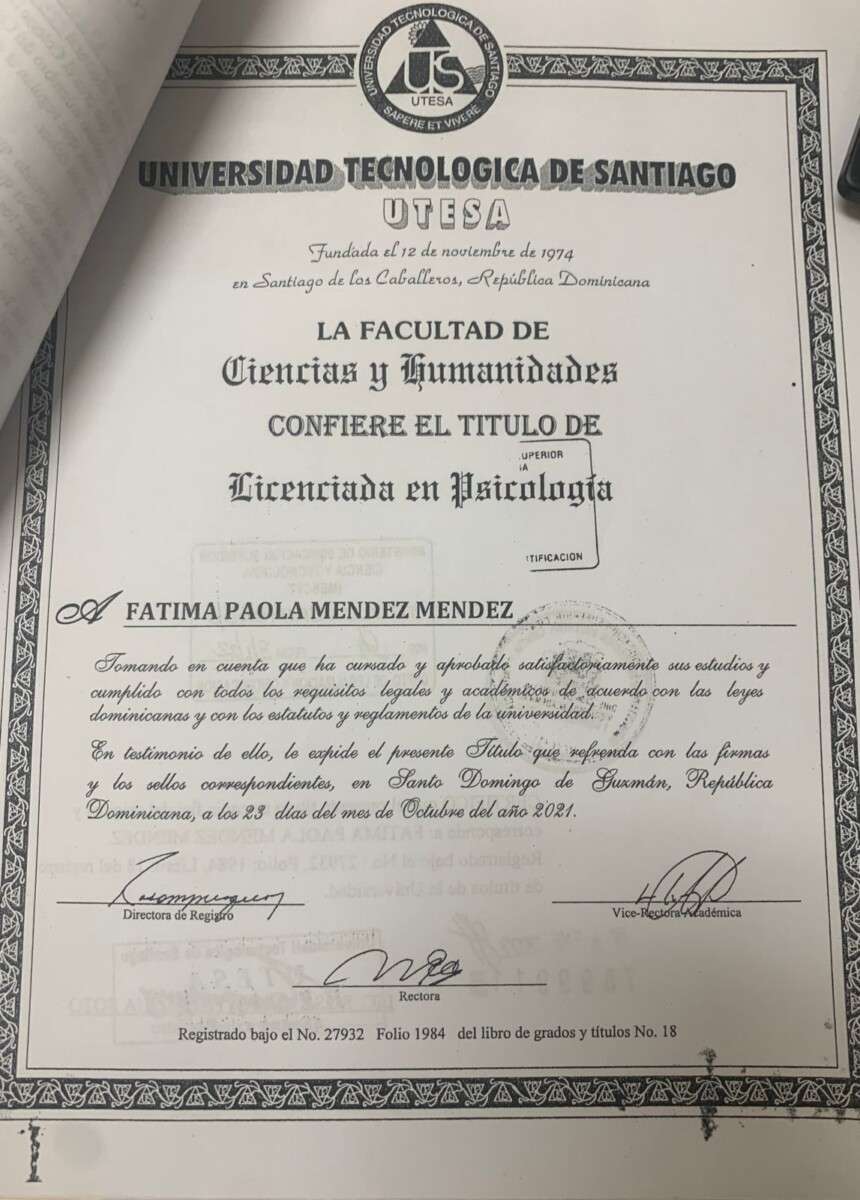 UNIVERSIDAD TECNOLOGICA DE SANTIAGO
UTS
UTESA
SAPERE ET VIVERE
UNIVERSIDAD TECNOLOGICA DE SANTIAGO
UTESA
Fundada el 12 de noviembre de 1974
en Santiago de los Caballeros, República Dominicana
LA FACULTAD DE
Ciencias y Humanidades
CONFIERE EL TITULO DE
UPERIOR
IA
Licenciada en Psicología
TIFICACION
A FATIMA PAOLA MENDEZ MENDEZ
Tomando en cuenta que ha cursado y aprobado satisfactoriamente sus estudios y
cumplido con todos los requisitos legales y académicos de acuerdo con las leyes
dominicanas y con los estatutos y reglamentos de la universidad.
En testimonio de ello, le expide el presente Título que refrenda con las firmas
y los sellos correspondientes, en Santo Domingo de Guzmán, República
Dominicana, a los 23 días del mes de Octubre del año 2021.
Directora de Registro
Vice-Rectora Académica
Rectora
Registrado bajo el No. 27932 Folio 1984 del libro de grados y títulos No. 18